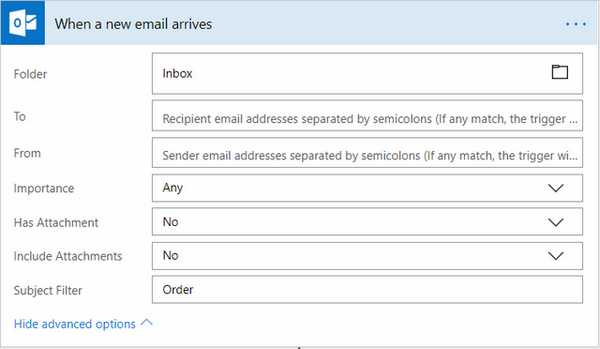 When a new email arrives
Folder Inbox
To Recipient email addresses separated by semicolons (If any match, the trigger ...
From Sender email addresses separated by semicolons (If any match, the trigger wi...
Importance Any
Has Attachment No
Include Attachments No
Subject Filter Order
Hide advanced options